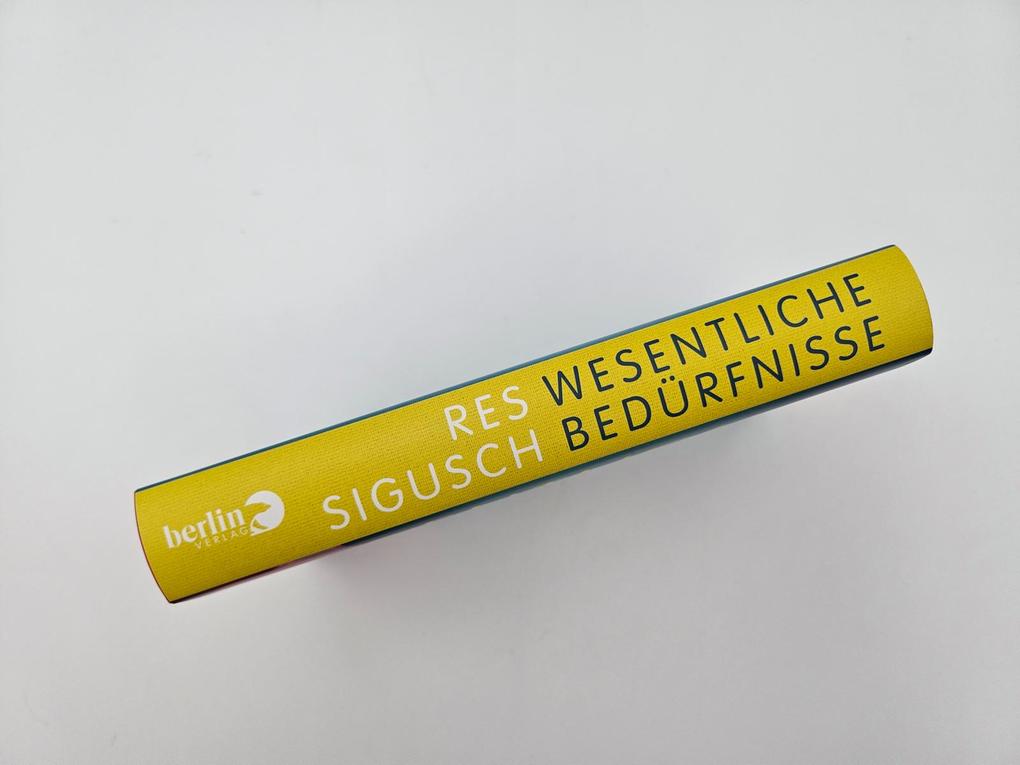 berlin
VERLAG
RES
SIGUSCH
WESENTLICHE
BEDÜRFNISSE